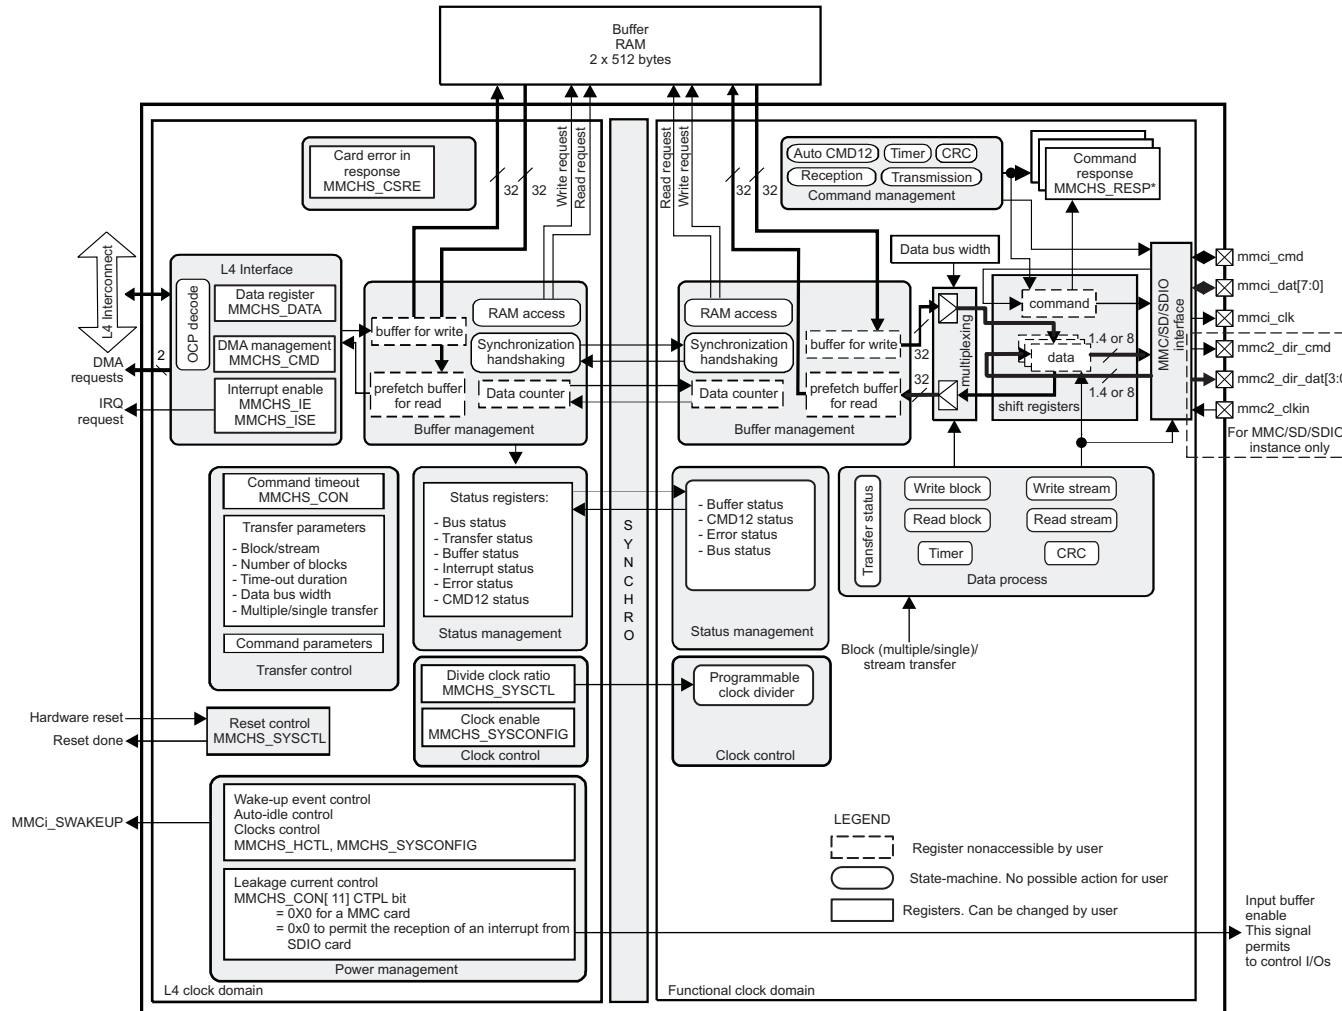 Buffer
RAM
2 x 512 bytes
Card error in
response
MMCHS_CSRE
32
32
Write request
Read request
Read request
Write request
32
32
Auto CMD12
Timer
CRC
Reception
Transmission
Command management
Command
response
MMCHS_RESP*
L4 Interconnect
L4 Interface
OCP decode
Data register
MMCHS_DATA
DMA management
MMCHS_CMD
Interrupt enable
MMCHS_IE
MMCHS_ISE
2
DMA
requests
IRQ
request
buffer for write
prefetch buffer
for read
RAM access
Synchronization
handshaking
Data counter
Buffer management
RAM access
Synchronization
handshaking
Data counter
buffer for write
prefetch buffer
for read
Buffer management
32
32
Data bus width
multiplexing
command
data
1.4 or 8
1.4 or 8
shift registers
MMC/SD/SDIO
interface
mmci_cmd
mmci_dat[7:0]
mmci_clk
mmc2_dir_cmd
mmc2_dir_dat[3:0
mmc2_clkin
For MMC/SD/SDIO
instance only
Command timeout
MMCHS_CON
Transfer parameters
- Block/stream
- Number of blocks
- Time-out duration
- Data bus width
- Multiple/single transfer
Command parameters
Transfer control
Status registers:
- Bus status
- Transfer status
- Buffer status
- Interrupt status
- Error status
- CMD12 status
Status management
SYNCHRO
- Buffer status
- CMD12 status
- Error status
- Bus status
Status management
Transfer status
Write block
Write stream
Read block
Read stream
Timer
CRC
Data process
Block (multiple/single)/
stream transfer
Divide clock ratio
MMCHS_SYSCTL
Clock enable
MMCHS_SYSCONFIG
Clock control
Programmable
clock divider
Clock control
Hardware reset
Reset done
Reset control
MMCHS_SYSCTL
MMCi_SWAKEUP
Wake-up event control
Auto-idle control
Clocks control
MMCHS_HCTL, MMCHS_SYSCONFIG
Leakage current control
MMCHS_CON[ 11] CTPL bit
= 0X0 for a MMC card
= 0x0 to permit the reception of an interrupt from
SDIO card
Power management
LEGEND
Register nonaccessible by user
State-machine. No possible action for user
Registers. Can be changed by user
Input buffer
enable
This signal
permits
to control I/Os
L4 clock domain
Functional clock domain